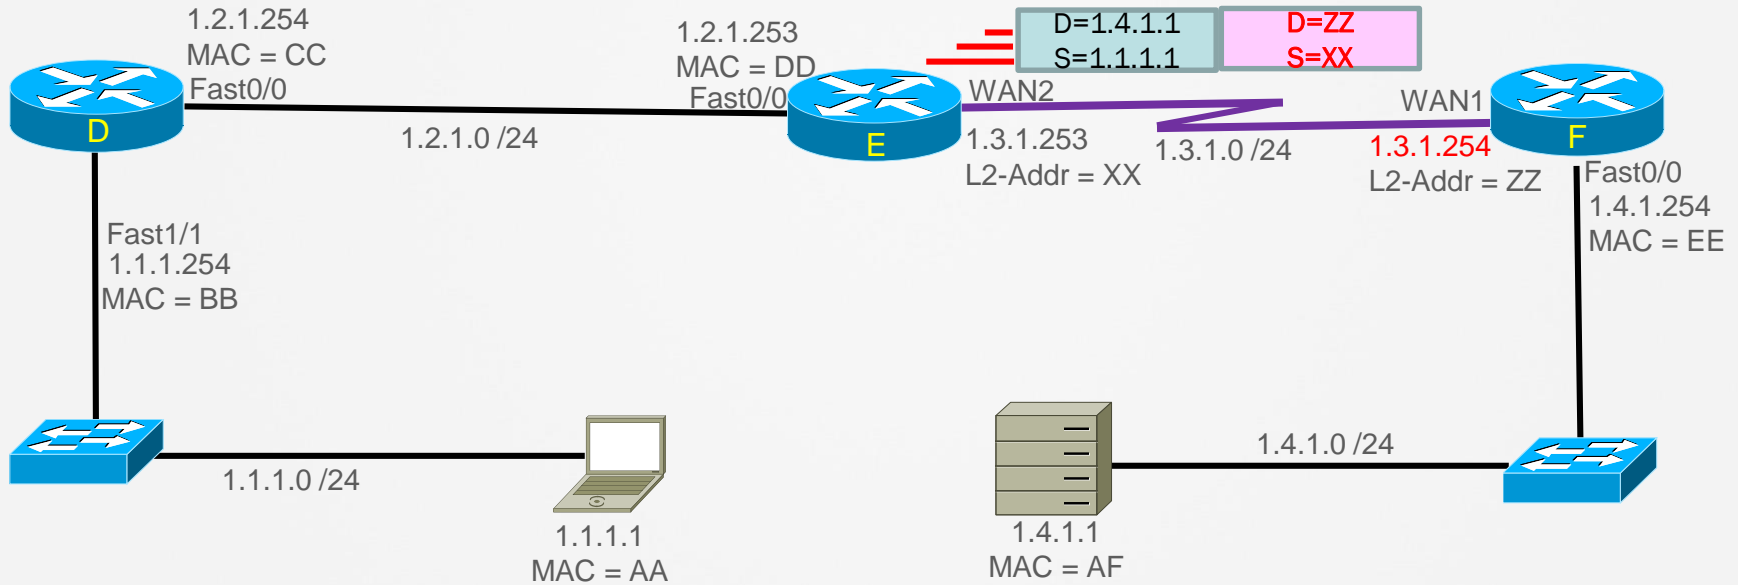 1.2.1.254
MAC = CC
Fast0/0
D
1.2.1.0 /24
1.2.1.253
MAC = DD
Fast0/0
E
D=1.4.1.1
S=1.1.1.1
D=ZZ
S=XX
WAN2
1.3.1.253
L2-Addr = XX
1.3.1.0 /24
WAN1
1.3.1.254
L2-Addr = ZZ
F
Fast0/0
1.4.1.254
MAC = EE
Fast1/1
1.1.1.254
MAC = BB
1.1.1.0 /24
1.1.1.1
MAC = AA
1.4.1.1
MAC = AF
1.4.1.0 /24